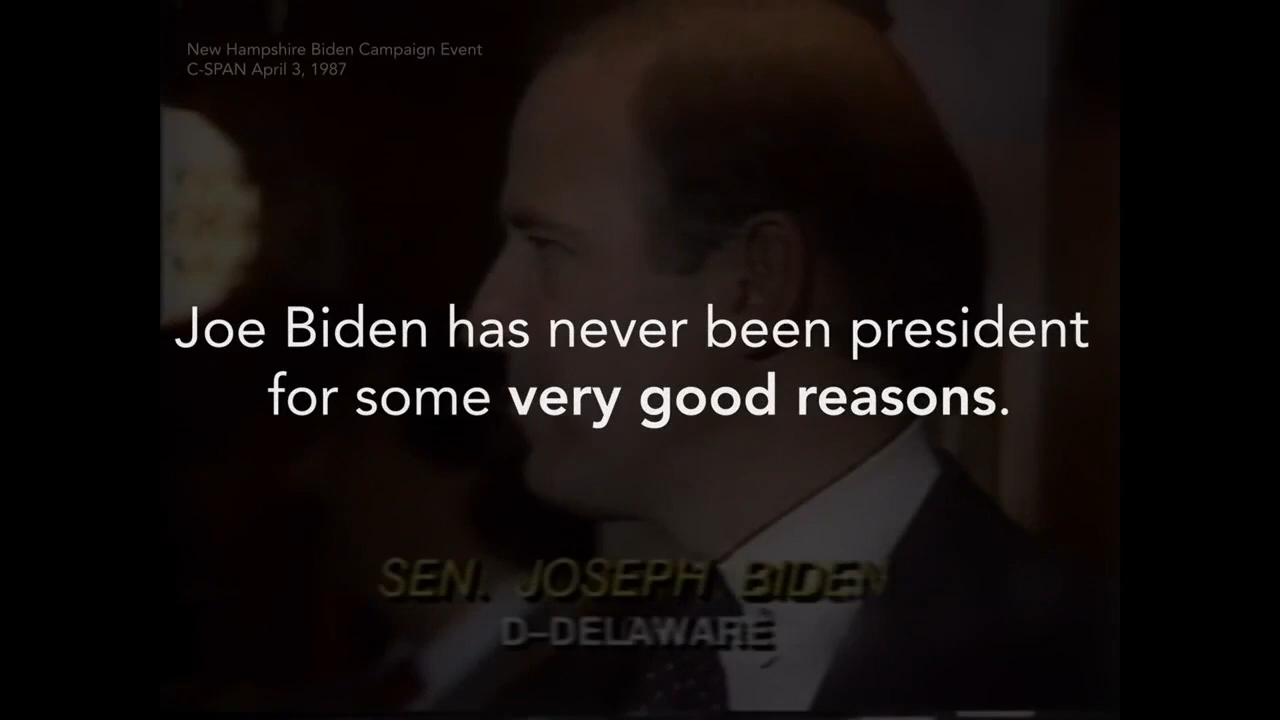 New Hampshire Biden Campaign Event
C-SPAN April 3, 1987
Joe Biden has never been president
for some very good reasons.
SEN. JOSEPH BIDEN
D–DELAWARE